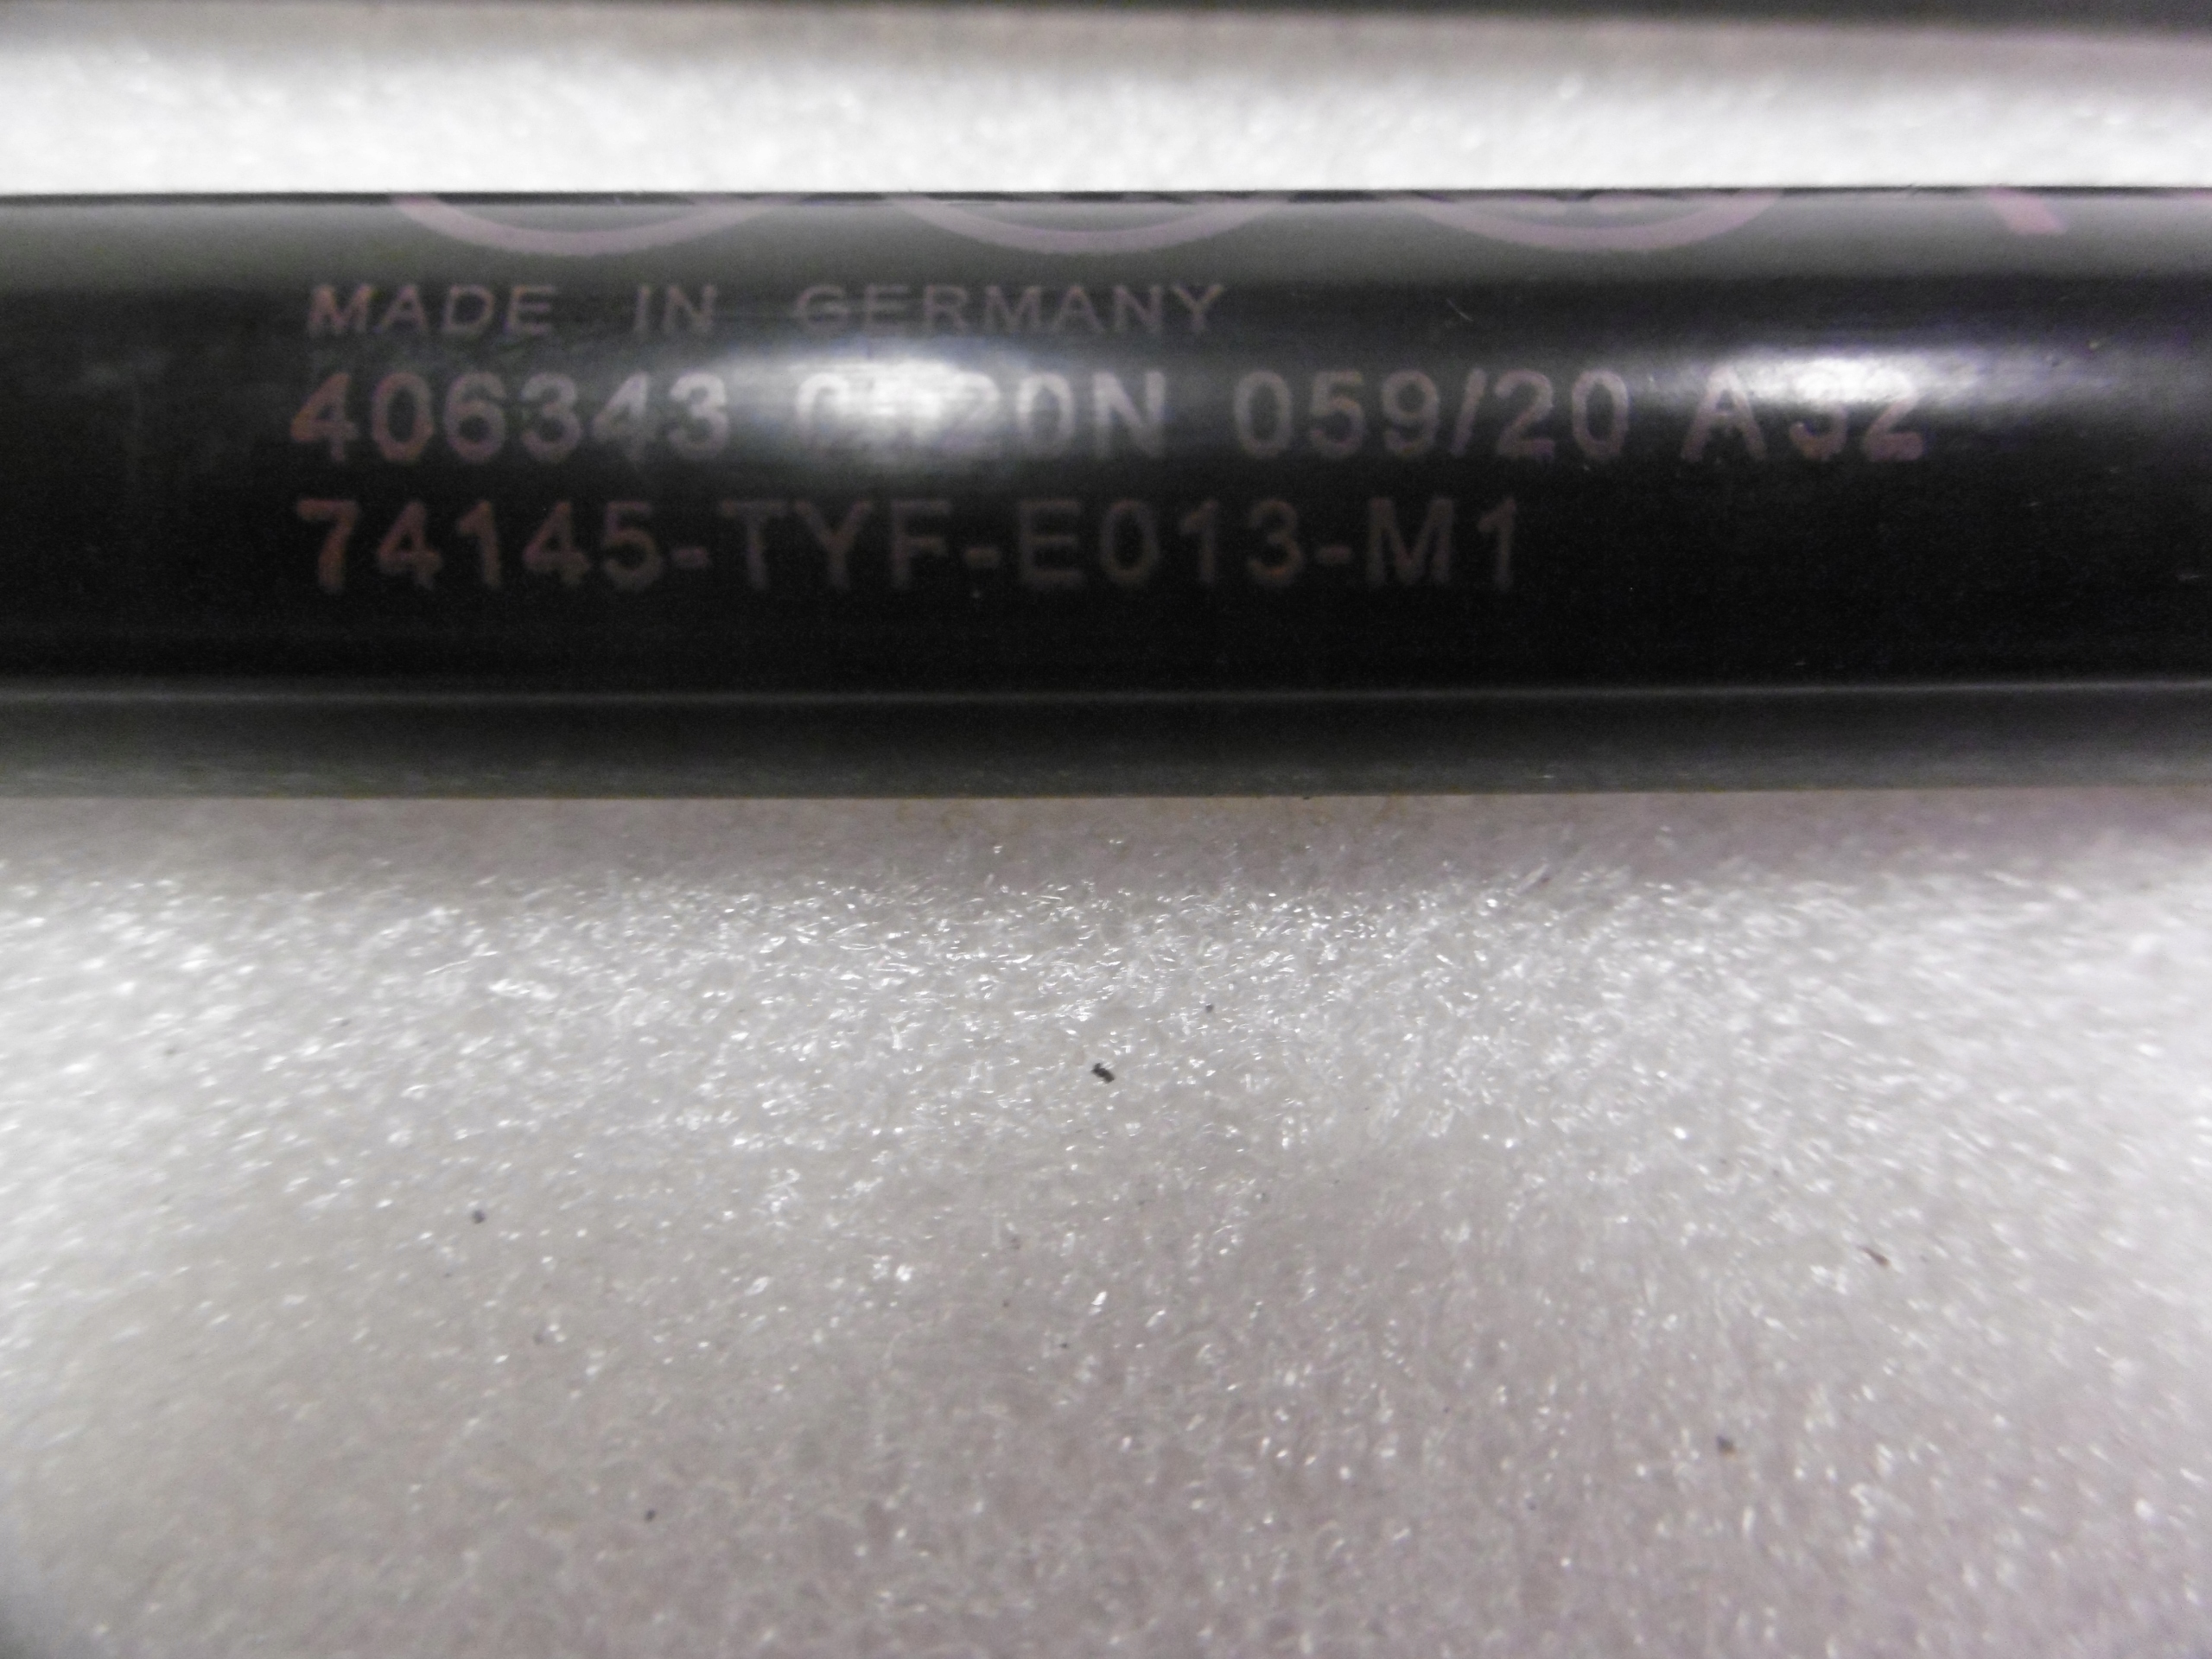 MADE IN GERMANY
406343 059/20 A32
74145-TYF-E013-M1